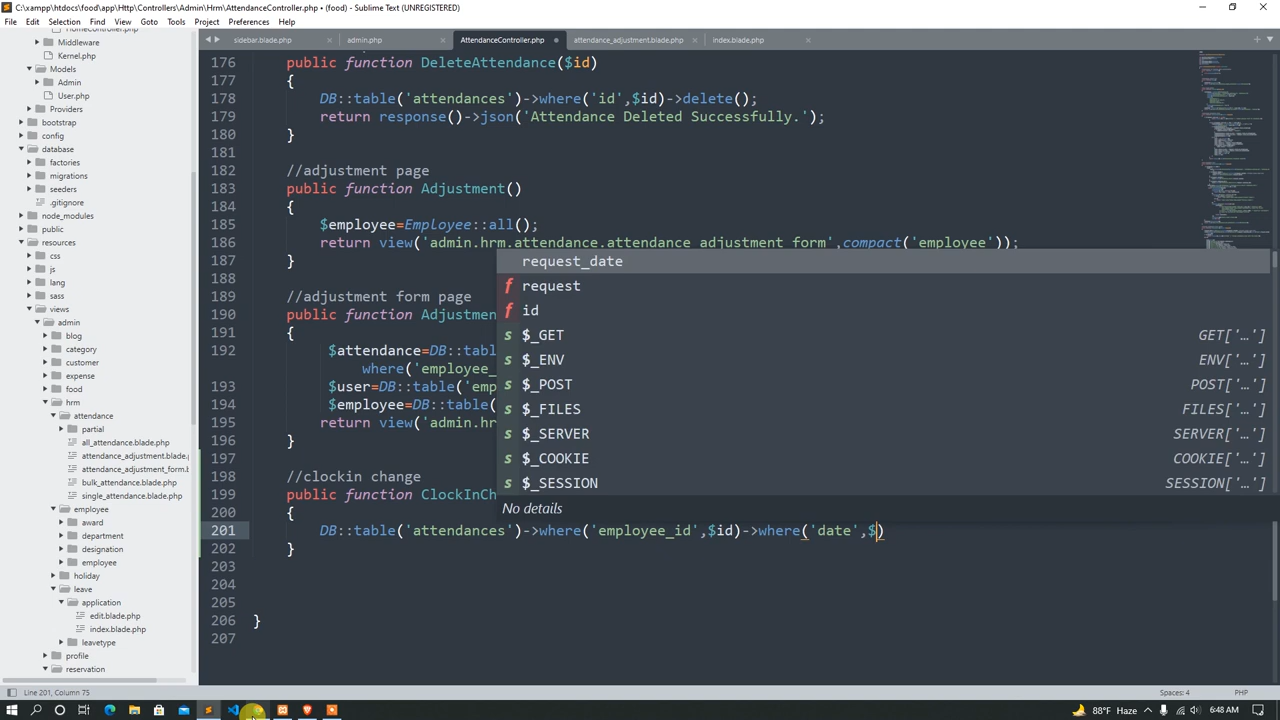 C:\xampp\htdocs\food\app\Http\Controllers\Admin\Hrm\AttendanceController.php • (food) - Sublime Text (UNREGISTERED)
File Edit Selection Find View Goto Tools Project Preferences Help
sidebar.blade.php admin.php AttendanceController.php attendance_adjustment.blade.php index.blade.php
HomeController.php
Middleware
Kernel.php
Models
Admin
User.php
Providers
bootstrap
config
database
factories
migrations
seeders
.gitignore
node_modules
public
resources
css
js
lang
sass
views
admin
blog
category
customer
expense
food
hrm
attendance
partial
all_attendance.blade.php
attendance_adjustment.blade.p
attendance_adjustment_form.b
bulk_attendance.blade.php
single_attendance.blade.php
employee
award
department
designation
employee
holiday
leave
application
edit.blade.php
index.blade.php
leavetype
profile
reservation
176 public function DeleteAttendance($id)
177 {
178 DB::table('attendances')->where('id',$id)->delete();
179 return response()->json('Attendance Deleted Successfully.');
180 }
181
182 //adjustment page
183 public function Adjustment()
184 {
185 $employee=Employee::all();
186 return view('admin.hrm.attendance.attendance_adjustment_form',compact('employee'));
187 }
188
189 //adjustment form page
190 public function Adjustmen
191 {
192 $attendance=DB::tabl
where('employee_
193 $user=DB::table('emp
194 $employee=DB::table(
195 return view('admin.hr
196 }
197
198 //clockin change
199 public function ClockInCh
200 {
201 DB::table('attendances')->where('employee_id',$id)->where('date',$)
202 }
203
204
205
206 }
207
request_date
f request
f id
s $_GET GET['…']
s $_ENV ENV['…']
s $_POST POST['…']
s $_FILES FILES['…']
s $_SERVER SERVER['…']
s $_COOKIE COOKIE['…']
s $_SESSION SESSION['…']
No details
Line 201, Column 75 Spaces: 4 PHP
88°F Haze 6:48 AM